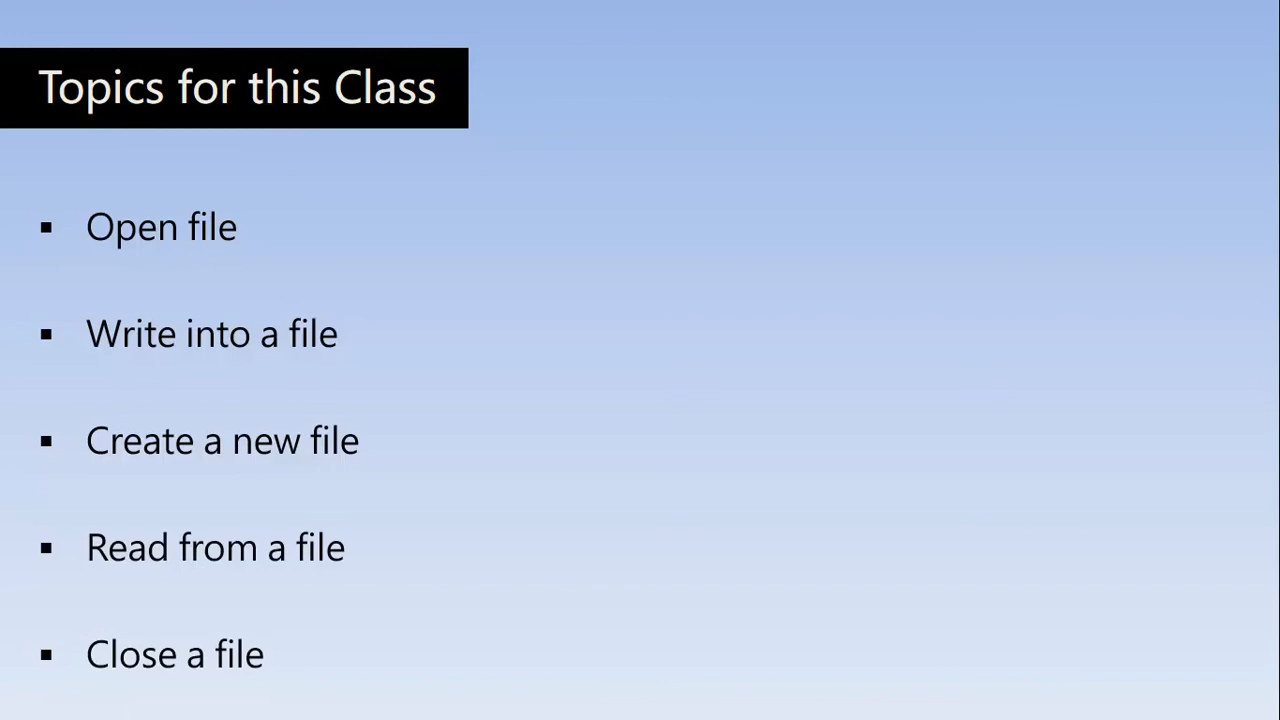 Topics for this Class
▪ Open file
▪ Write into a file
▪ Create a new file
▪ Read from a file
▪ Close a file